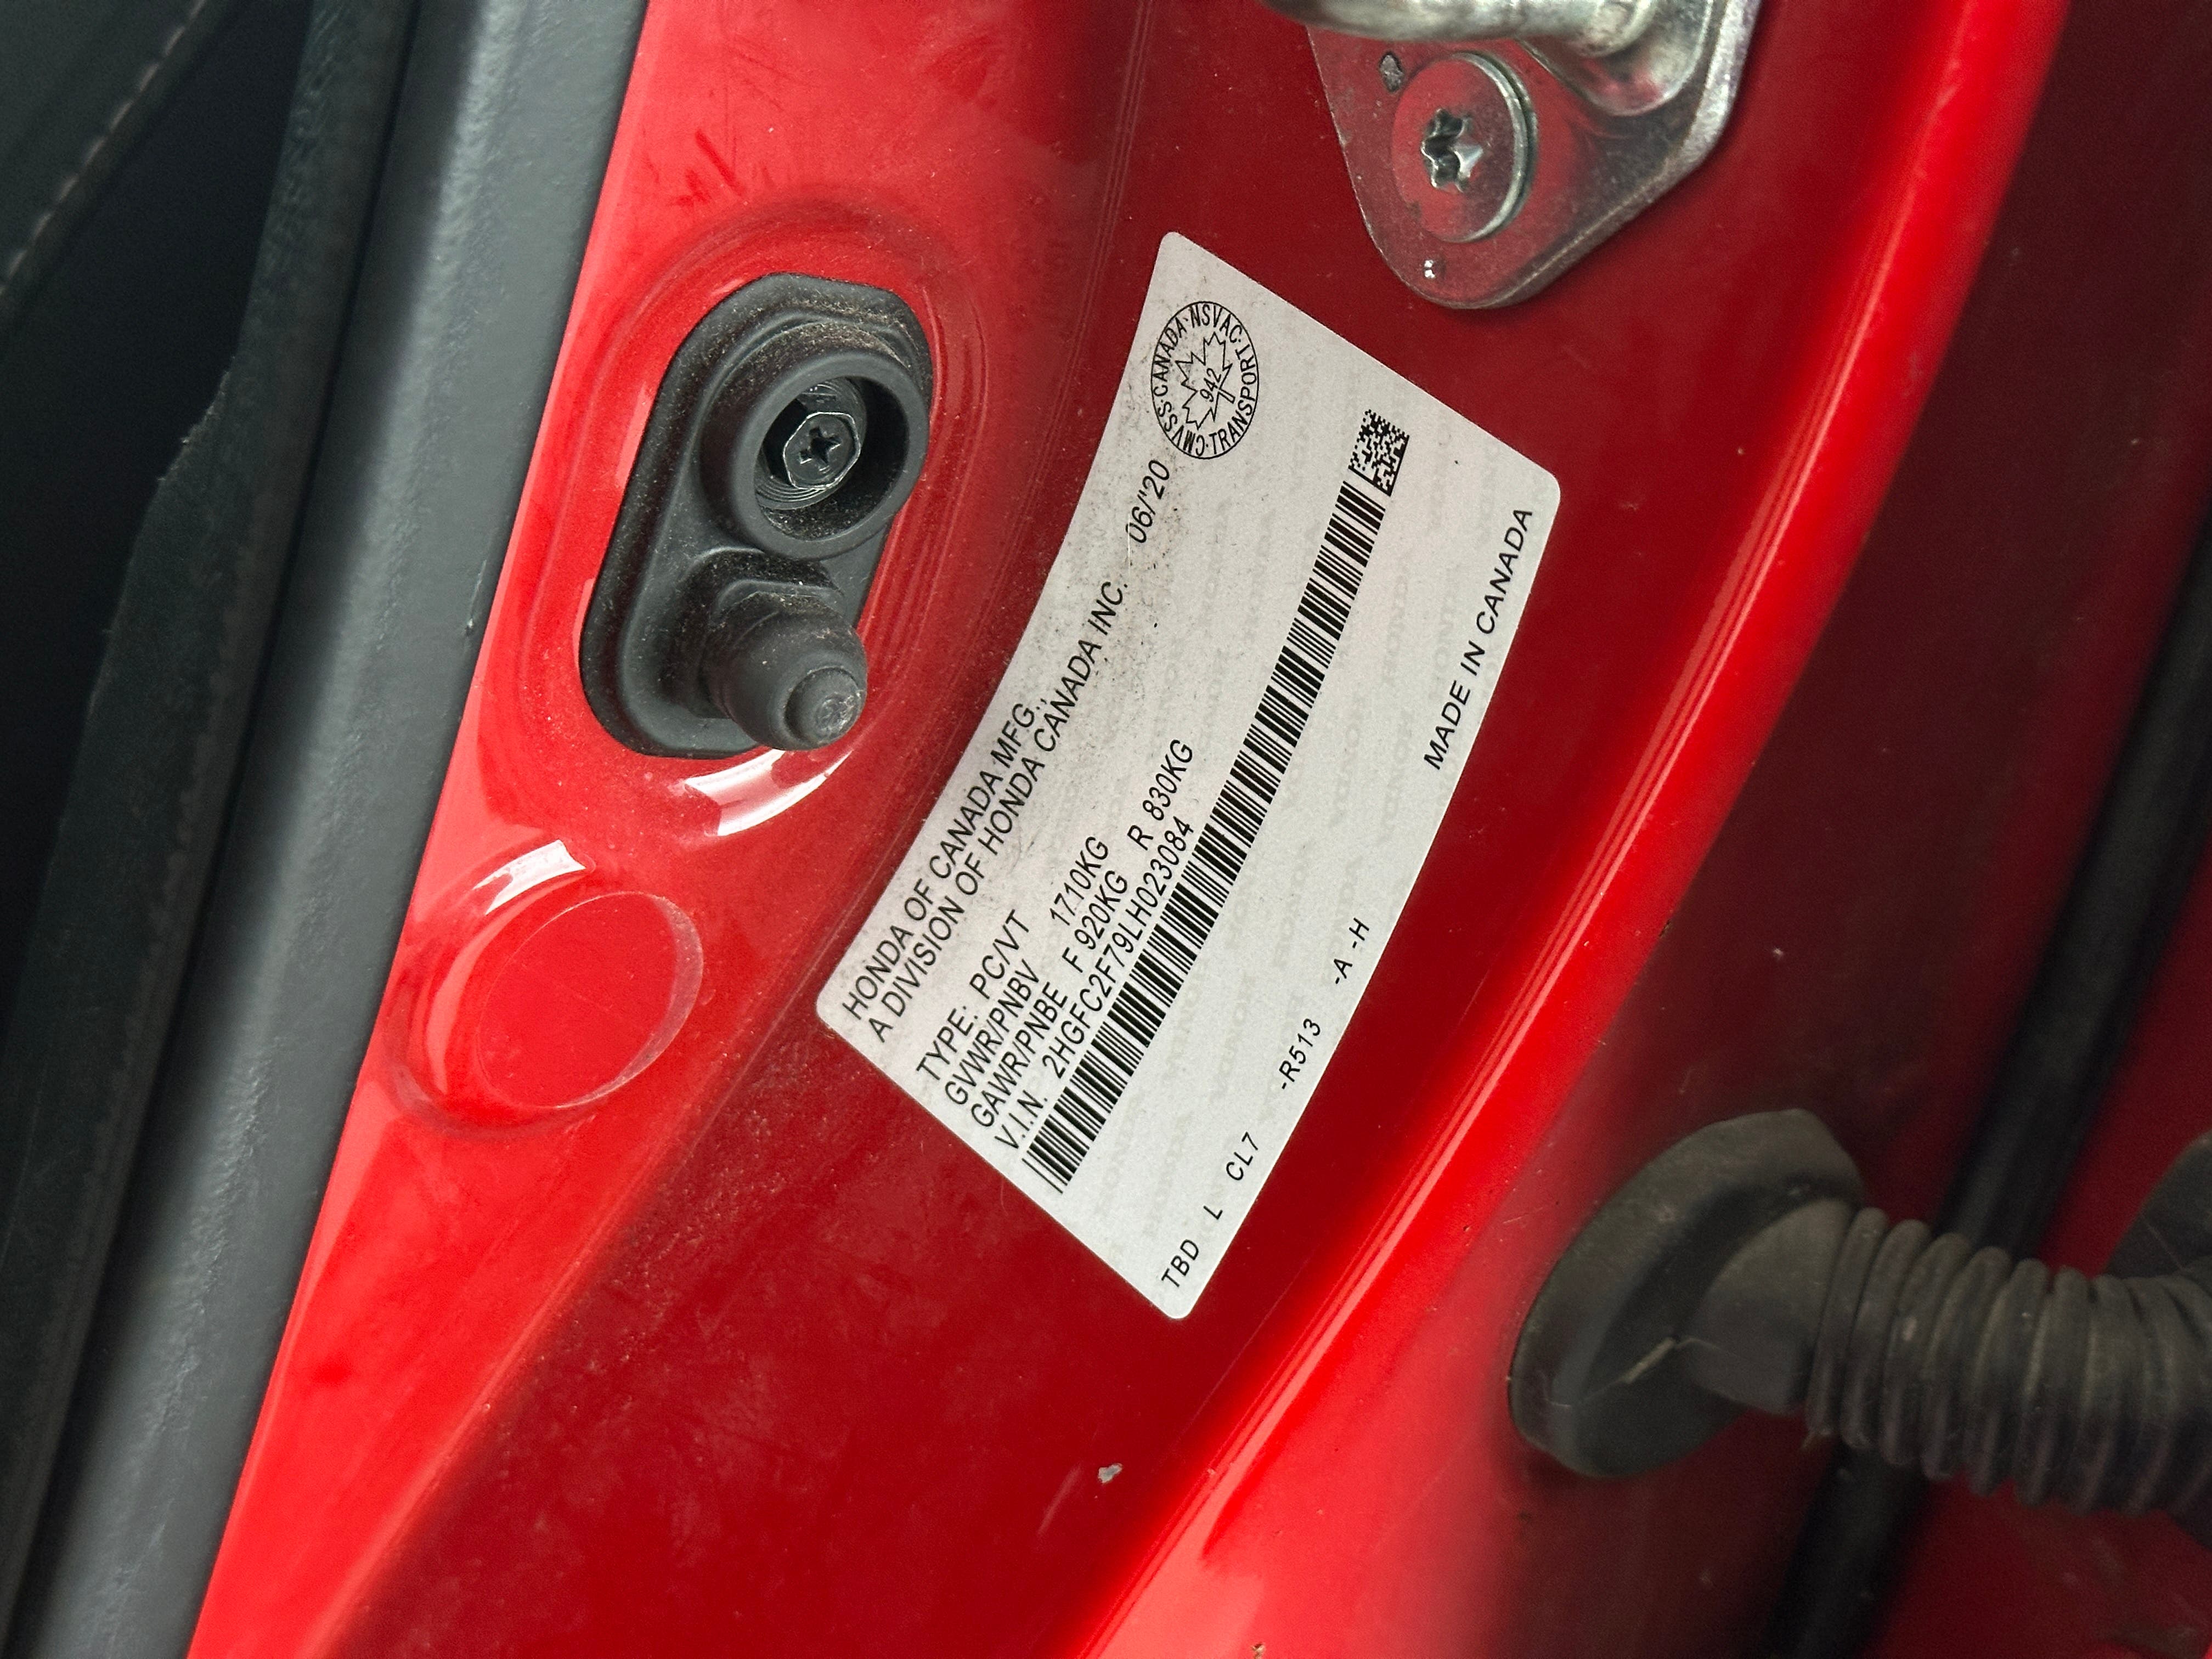 HONDA OF CANADA MFG.,
A DIVISION OF HONDA CANADA INC. 06/'20
CMVSS·CANADA·NSVAC·TRANSPORT·
942
TYPE: PC/VT
GVWR/PNBV 1710KG
GAWR/PNBE F 920KG R 830KG
V.I.N. 2HGFC2F79LH023084
MADE IN CANADA
TBD L CL7 -R513 -A -H